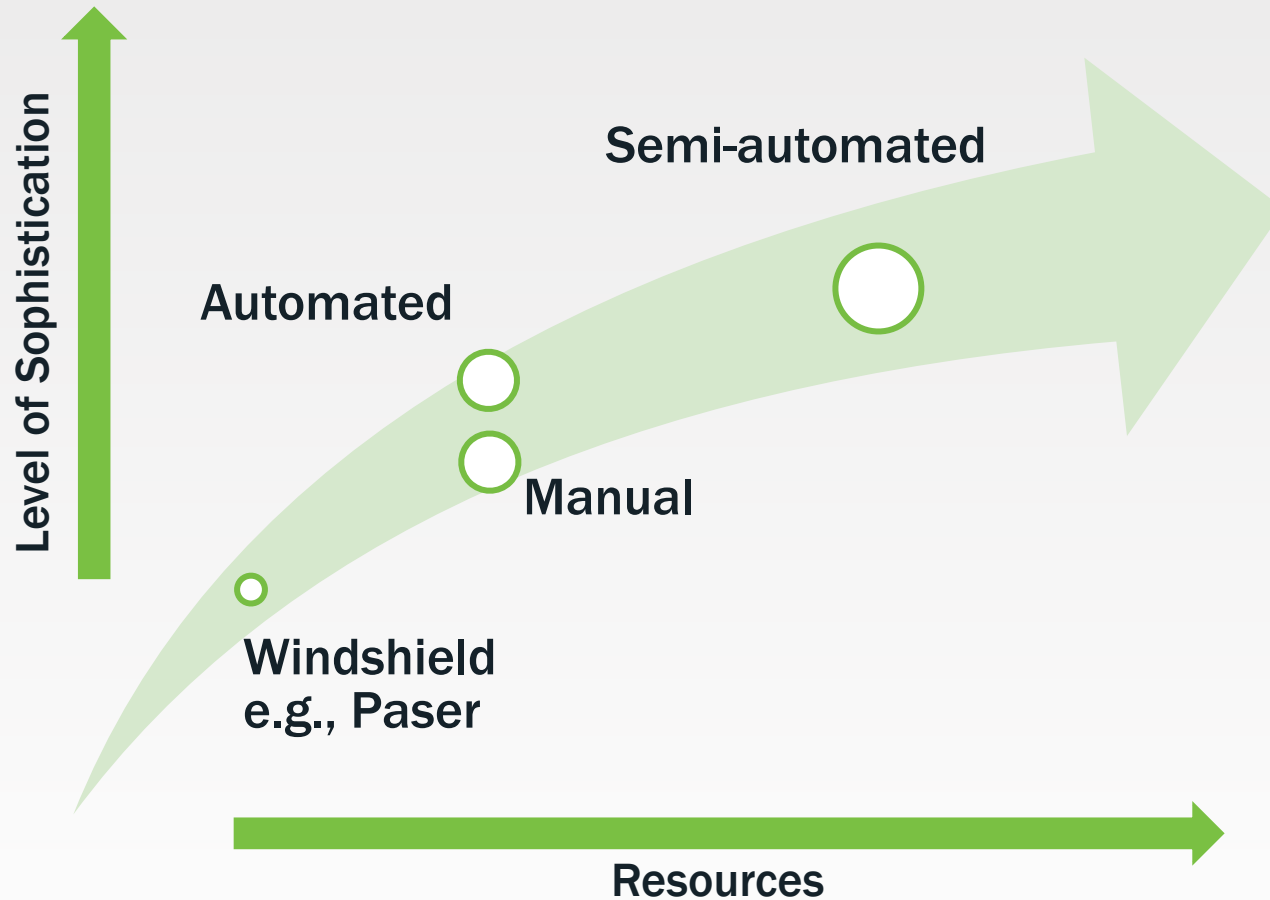 Level of Sophistication
Semi-automated
Automated
Manual
Windshield
e.g., Paser
Resources